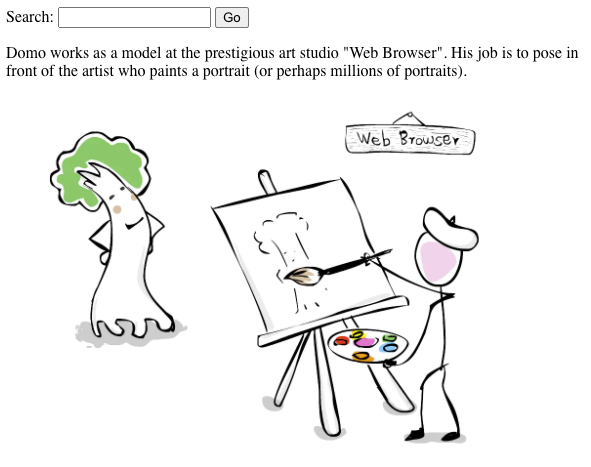 Search: Go
Domo works as a model at the prestigious art studio "Web Browser". His job is to pose in
front of the artist who paints a portrait (or perhaps millions of portraits).
Web Browser